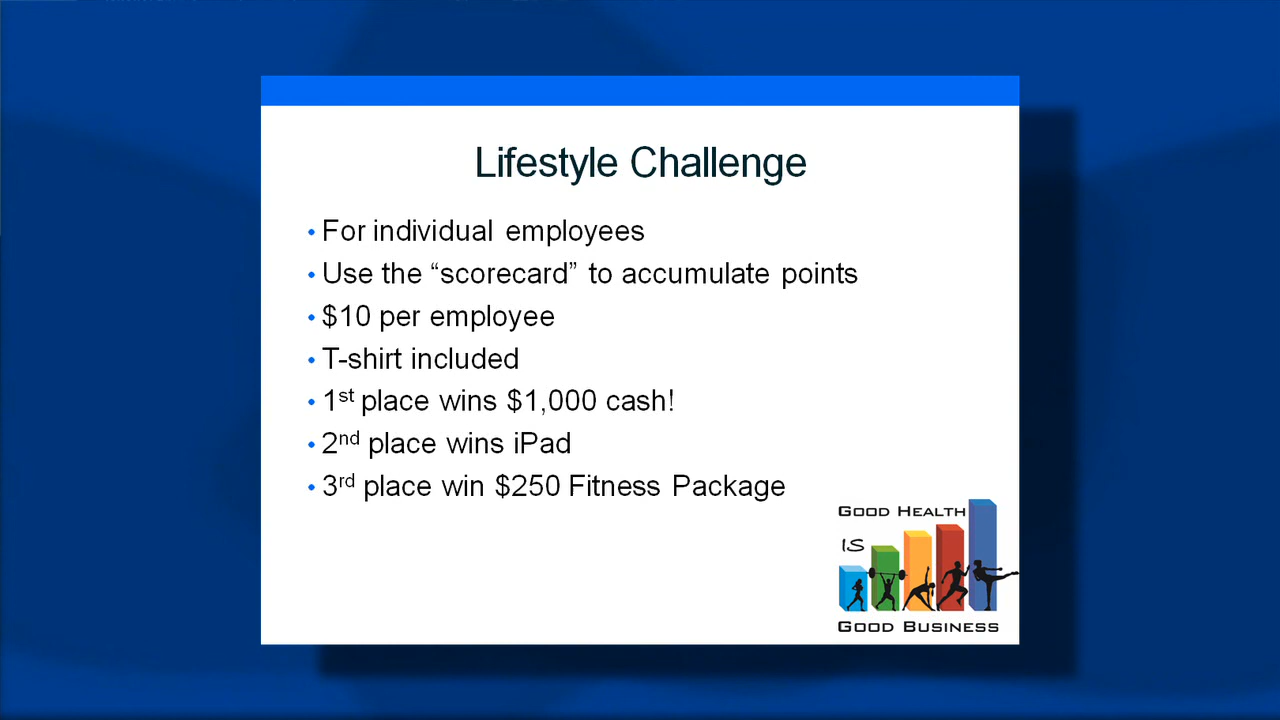 Lifestyle Challenge
• For individual employees
• Use the “scorecard” to accumulate points
• $10 per employee
• T-shirt included
• 1st place wins $1,000 cash!
• 2nd place wins iPad
• 3rd place win $250 Fitness Package
GOOD HEALTH
IS
GOOD BUSINESS